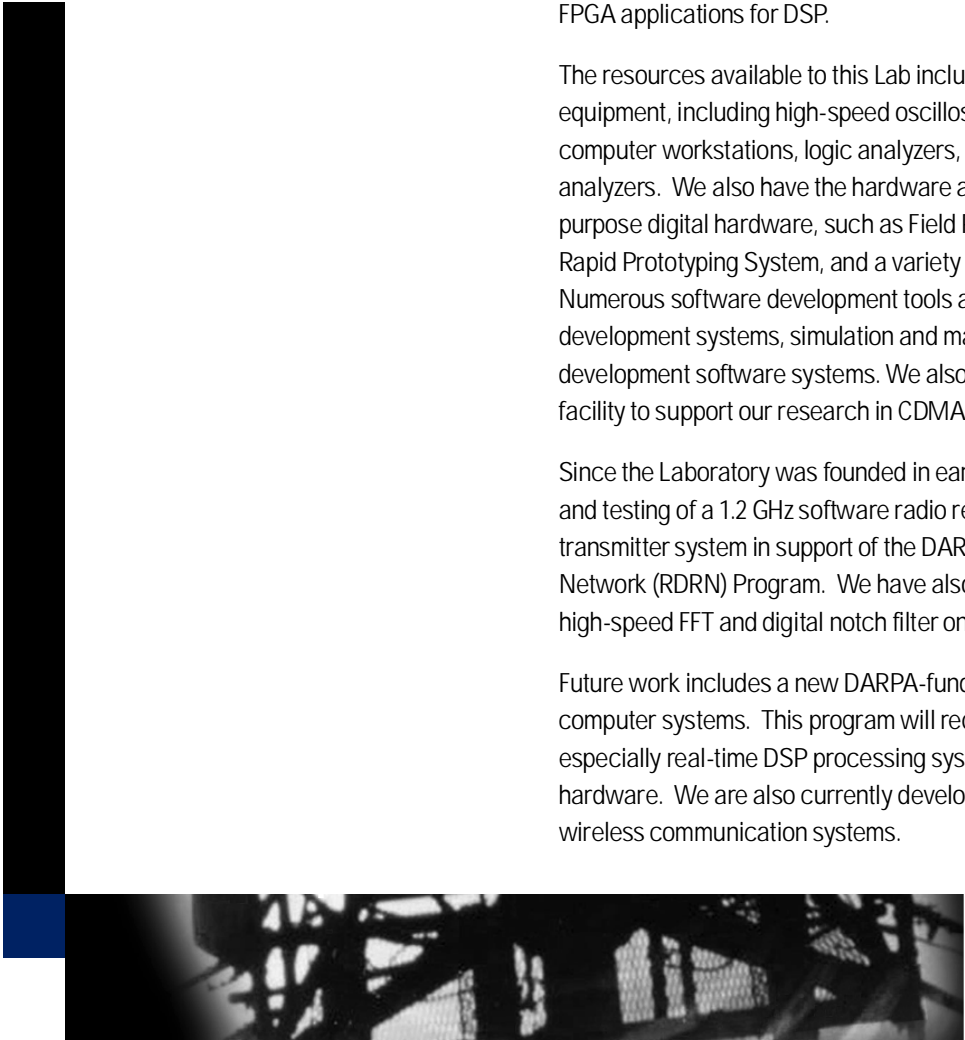 FPGA applications for DSP.
The resources available to this Lab inclu
equipment, including high-speed oscillos
computer workstations, logic analyzers,
analyzers. We also have the hardware a
purpose digital hardware, such as Field
Rapid Prototyping System, and a variety
Numerous software development tools a
development systems, simulation and ma
development software systems. We also
facility to support our research in CDMA
Since the Laboratory was founded in ear
and testing of a 1.2 GHz software radio re
transmitter system in support of the DAR
Network (RDRN) Program. We have also
high-speed FFT and digital notch filter on
Future work includes a new DARPA-fund
computer systems. This program will rec
especially real-time DSP processing sys
hardware. We are also currently develo
wireless communication systems.